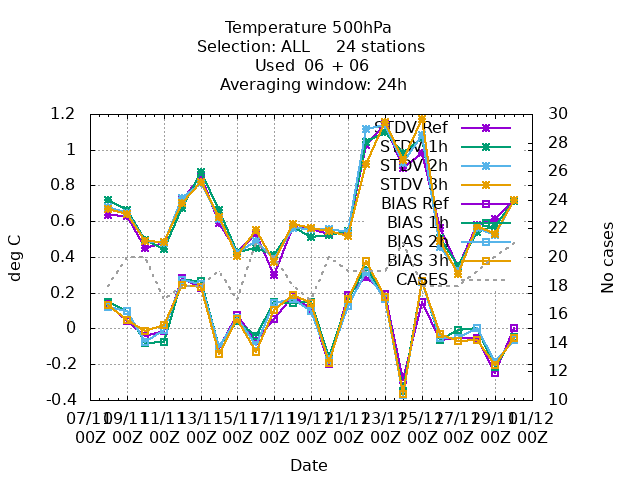 Temperature 500hPa
Selection: ALL     24 stations
Used  06 + 06
Averaging window: 24h
1.2
1
0.8
0.6
0.4
0.2
0
-0.2
-0.4
deg C
30
28
26
24
22
20
18
16
14
12
10
No cases
STDV Ref
STDV 1h
STDV 2h
STDV 3h
BIAS Ref
BIAS 1h
BIAS 2h
BIAS 3h
CASES
07/11 09/11 11/11 13/11 15/11 17/11 19/11 21/11 23/11 25/11 27/11 29/11 01/12
00Z 00Z 00Z 00Z 00Z 00Z 00Z 00Z 00Z 00Z 00Z 00Z 00Z
Date